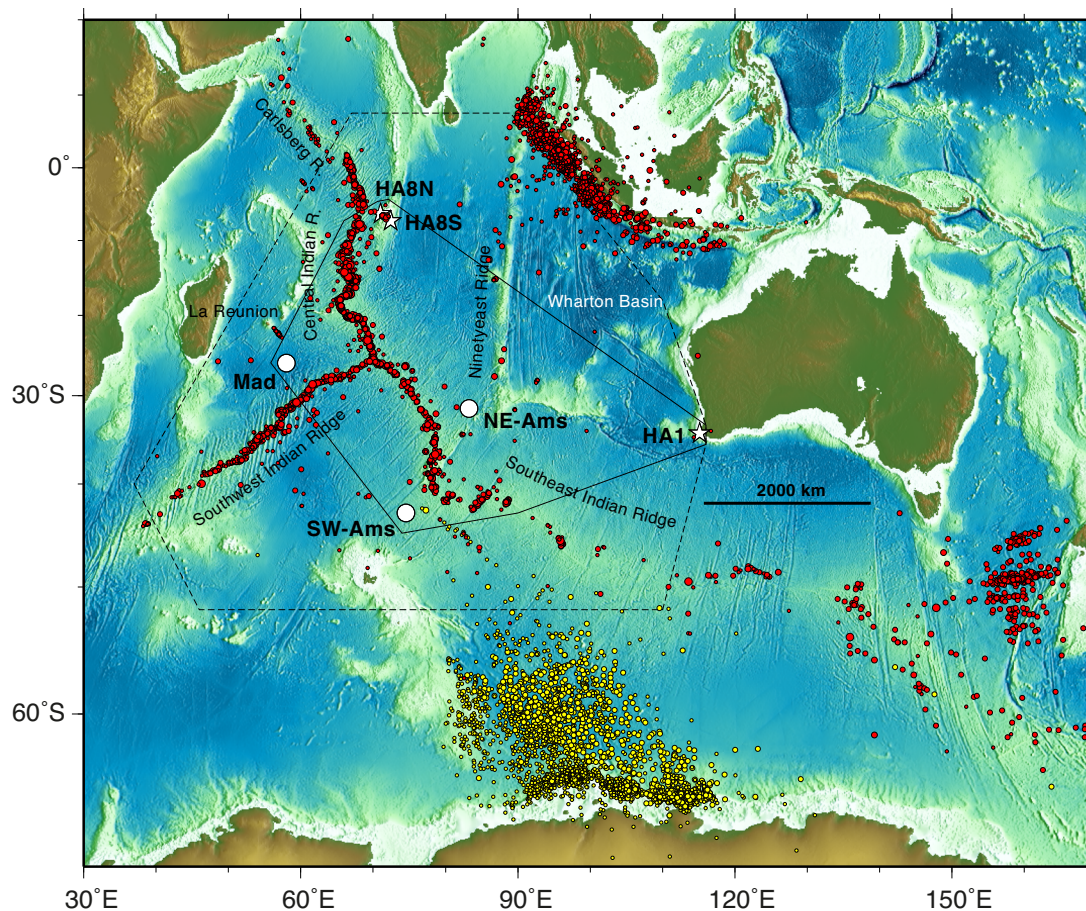 Carlsberg R.
0°
HA8N
HA8S
Central Indian R.
Ninetyeast Ridge
Wharton Basin
La Reunion
Mad
30°S
NE-Ams
HA1
Southwest Indian Ridge
Southeast Indian Ridge
2000 km
SW-Ams
60°S
30°E
60°E
90°E
120°E
150°E